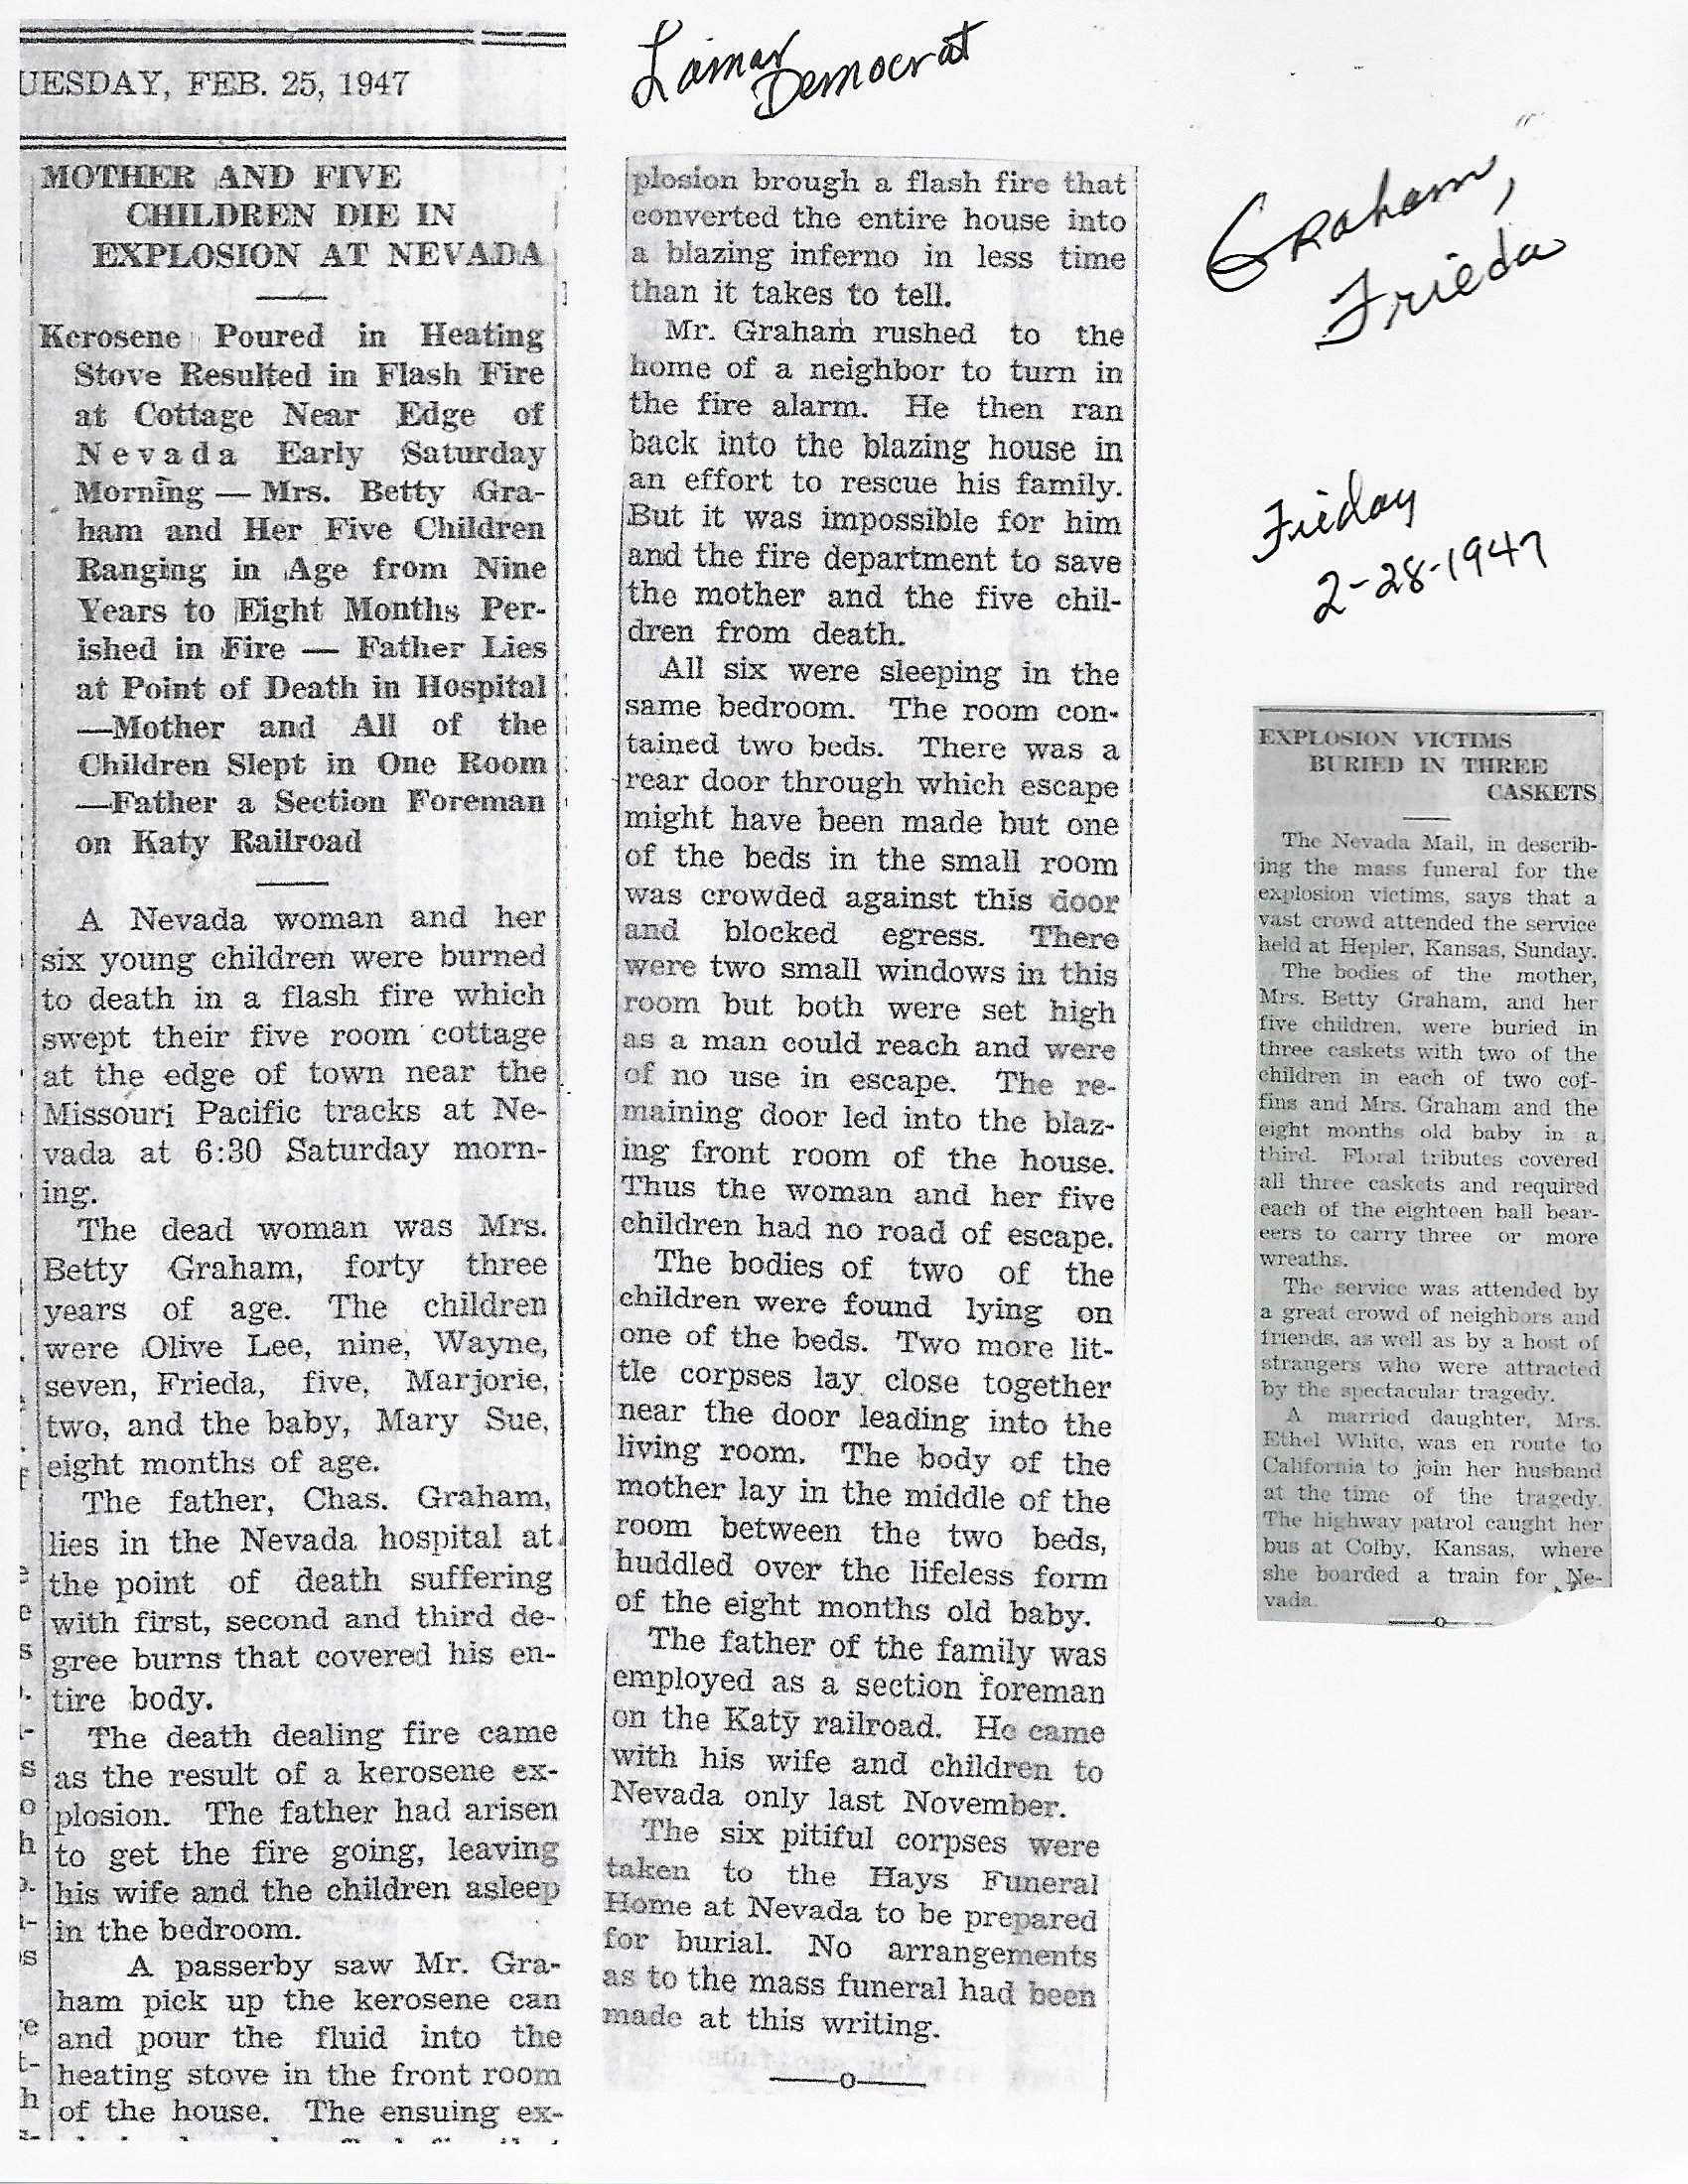 UESDAY, FEB. 25, 1947
MOTHER AND FIVE
CHILDREN DIE IN
EXPLOSION AT NEVADA
Kerosene Poured in Heating
Stove Resulted in Flash Fire
at Cottage Near Edge of
Nevada Early Saturday
Morning — Mrs. Betty Gra-
ham and Her Five Children
Ranging in Age from Nine
Years to Eight Months Per-
ished in Fire — Father Lies
at Point of Death in Hospital
—Mother and All of the
Children Slept in One Room
—Father a Section Foreman
on Katy Railroad
A Nevada woman and her
six young children were burned
to death in a flash fire which
swept their five room cottage
at the edge of town near the
Missouri Pacific tracks at Ne-
vada at 6:30 Saturday morn-
ing.
The dead woman was Mrs.
Betty Graham, forty three
years of age. The children
were Olive Lee, nine, Wayne,
seven, Frieda, five, Marjorie,
two, and the baby, Mary Sue,
eight months of age.
The father, Chas. Graham,
lies in the Nevada hospital at
the point of death suffering
with first, second and third de-
gree burns that covered his en-
tire body.
The death dealing fire came
as the result of a kerosene ex-
plosion. The father had arisen
to get the fire going, leaving
his wife and the children asleep
in the bedroom.
A passerby saw Mr. Gra-
ham pick up the kerosene can
and pour the fluid into the
heating stove in the front room
of the house. The ensuing ex-
Lamar
Democrat
plosion brough a flash fire that
converted the entire house into
a blazing inferno in less time
than it takes to tell.
Mr. Graham rushed to the
home of a neighbor to turn in
the fire alarm. He then ran
back into the blazing house in
an effort to rescue his family.
But it was impossible for him
and the fire department to save
the mother and the five chil-
dren from death.
All six were sleeping in the
same bedroom. The room con-
tained two beds. There was a
rear door through which escape
might have been made but one
of the beds in the small room
was crowded against this door
and blocked egress. There
were two small windows in this
room but both were set high
as a man could reach and were
of no use in escape. The re-
maining door led into the blaz-
ing front room of the house.
Thus the woman and her five
children had no road of escape.
The bodies of two of the
children were found lying on
one of the beds. Two more lit-
tle corpses lay close together
near the door leading into the
living room. The body of the
mother lay in the middle of the
room between the two beds,
huddled over the lifeless form
of the eight months old baby.
The father of the family was
employed as a section foreman
on the Katy railroad. He came
with his wife and children to
Nevada only last November.
The six pitiful corpses were
taken to the Hays Funeral
Home at Nevada to be prepared
for burial. No arrangements
as to the mass funeral had been
made at this writing.
Graham,
Frieda
Friday
2-28-1947
EXPLOSION VICTIMS
BURIED IN THREE
CASKETS
The Nevada Mail, in describ-
ing the mass funeral for the
explosion victims, says that a
vast crowd attended the service
held at Hepler, Kansas, Sunday.
The bodies of the mother,
Mrs. Betty Graham, and her
five children, were buried in
three caskets with two of the
children in each of two cof-
fins and Mrs. Graham and the
eight months old baby in a
third. Floral tributes covered
all three caskets and required
each of the eighteen ball bear-
eers to carry three or more
wreaths.
The service was attended by
a great crowd of neighbors and
friends, as well as by a host of
strangers who were attracted
by the spectacular tragedy.
A married daughter, Mrs.
Ethel White, was en route to
California to join her husband
at the time of the tragedy.
The highway patrol caught her
bus at Colby, Kansas, where
she boarded a train for Ne-
vada.